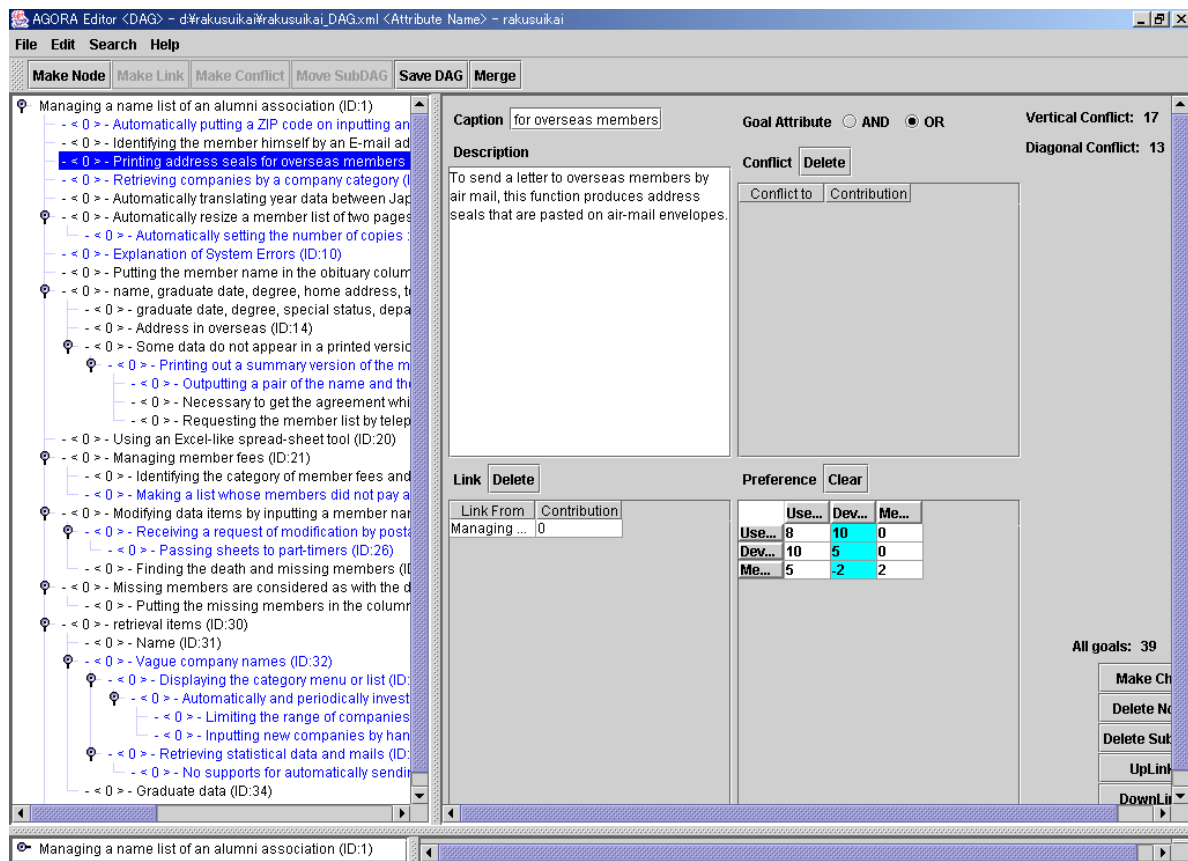 AGORA Editor <DAG> - d¥rakusuikai¥rakusuikai_DAG.xml <Attribute Name> - rakusuikai
File Edit Search Help
Make Node Make Link Make Conflict Move SubDAG Save DAG Merge
Managing a name list of an alumni association (ID:1)
- < 0 > - Automatically putting a ZIP code on inputting an
- < 0 > - Identifying the member himself by an E-mail ad
- < 0 > - Printing address seals for overseas members
- < 0 > - Retrieving companies by a company category (I
- < 0 > - Automatically translating year data between Jap
- < 0 > - Automatically resize a member list of two pages
- < 0 > - Automatically setting the number of copies :
- < 0 > - Explanation of System Errors (ID:10)
- < 0 > - Putting the member name in the obituary colum
- < 0 > - name, graduate date, degree, home address, t
- < 0 > - graduate date, degree, special status, depa
- < 0 > - Address in overseas (ID:14)
- < 0 > - Some data do not appear in a printed versic
- < 0 > - Printing out a summary version of the m
- < 0 > - Outputting a pair of the name and the
- < 0 > - Necessary to get the agreement whi
- < 0 > - Requesting the member list by telep
- < 0 > - Using an Excel-like spread-sheet tool (ID:20)
- < 0 > - Managing member fees (ID:21)
- < 0 > - Identifying the category of member fees and
- < 0 > - Making a list whose members did not pay a
- < 0 > - Modifying data items by inputting a member nar
- < 0 > - Receiving a request of modification by posta
- < 0 > - Passing sheets to part-timers (ID:26)
- < 0 > - Finding the death and missing members (ID
- < 0 > - Missing members are considered as with the d
- < 0 > - Putting the missing members in the column
- < 0 > - retrieval items (ID:30)
- < 0 > - Name (ID:31)
- < 0 > - Vague company names (ID:32)
- < 0 > - Displaying the category menu or list (ID:
- < 0 > - Automatically and periodically invest
- < 0 > - Limiting the range of companies
- < 0 > - Inputting new companies by han
- < 0 > - Retrieving statistical data and mails (ID:
- < 0 > - No supports for automatically sendin
- < 0 > - Graduate data (ID:34)
Caption for overseas members
Description
To send a letter to overseas members by
air mail, this function produces address
seals that are pasted on air-mail envelopes.
Goal Attribute AND OR
Conflict Delete
Conflict to Contribution
Vertical Conflict: 17
Diagonal Conflict: 13
Link Delete
Link From Contribution
Managing ... 0
Preference Clear
Use... Dev... Me...
Use... 8 10 0
Dev... 10 5 0
Me... 5 -2 2
All goals: 39
Make Ch
Delete No
Delete Sub
UpLink
DownLin
Managing a name list of an alumni association (ID:1)